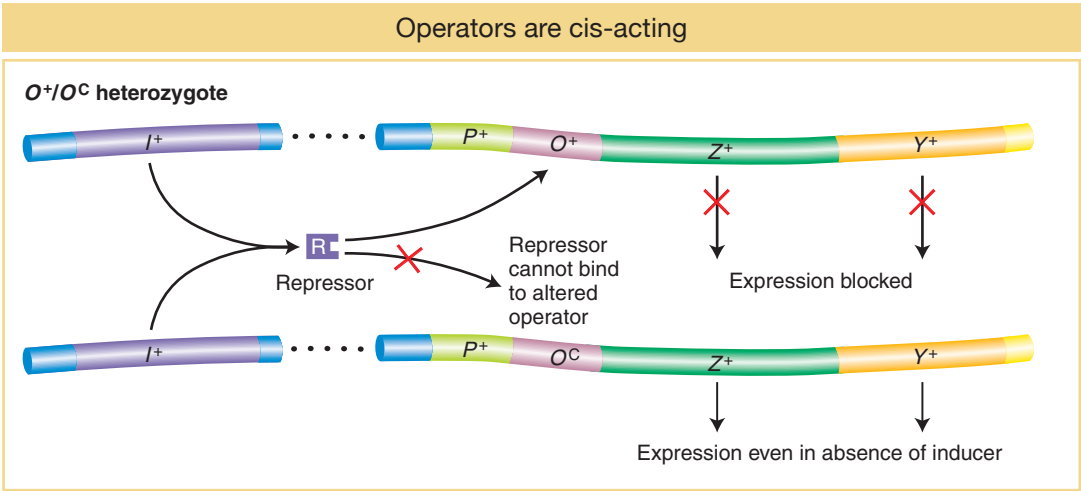 Operators are cis-acting
O⁺/Oᶜ heterozygote
I⁺
P⁺
O⁺
Z⁺
Y⁺
R
Repressor
Repressor
cannot bind
to altered
operator
Expression blocked
I⁺
P⁺
Oᶜ
Z⁺
Y⁺
Expression even in absence of inducer